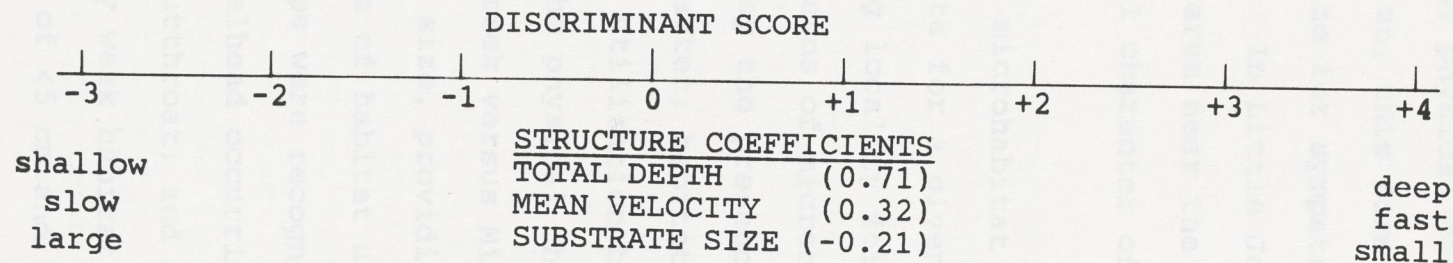 DISCRIMINANT SCORE
-3 -2 -1 0 +1 +2 +3 +4
STRUCTURE COEFFICIENTS
shallow TOTAL DEPTH (0.71) deep
slow MEAN VELOCITY (0.32) fast
large SUBSTRATE SIZE (-0.21) small